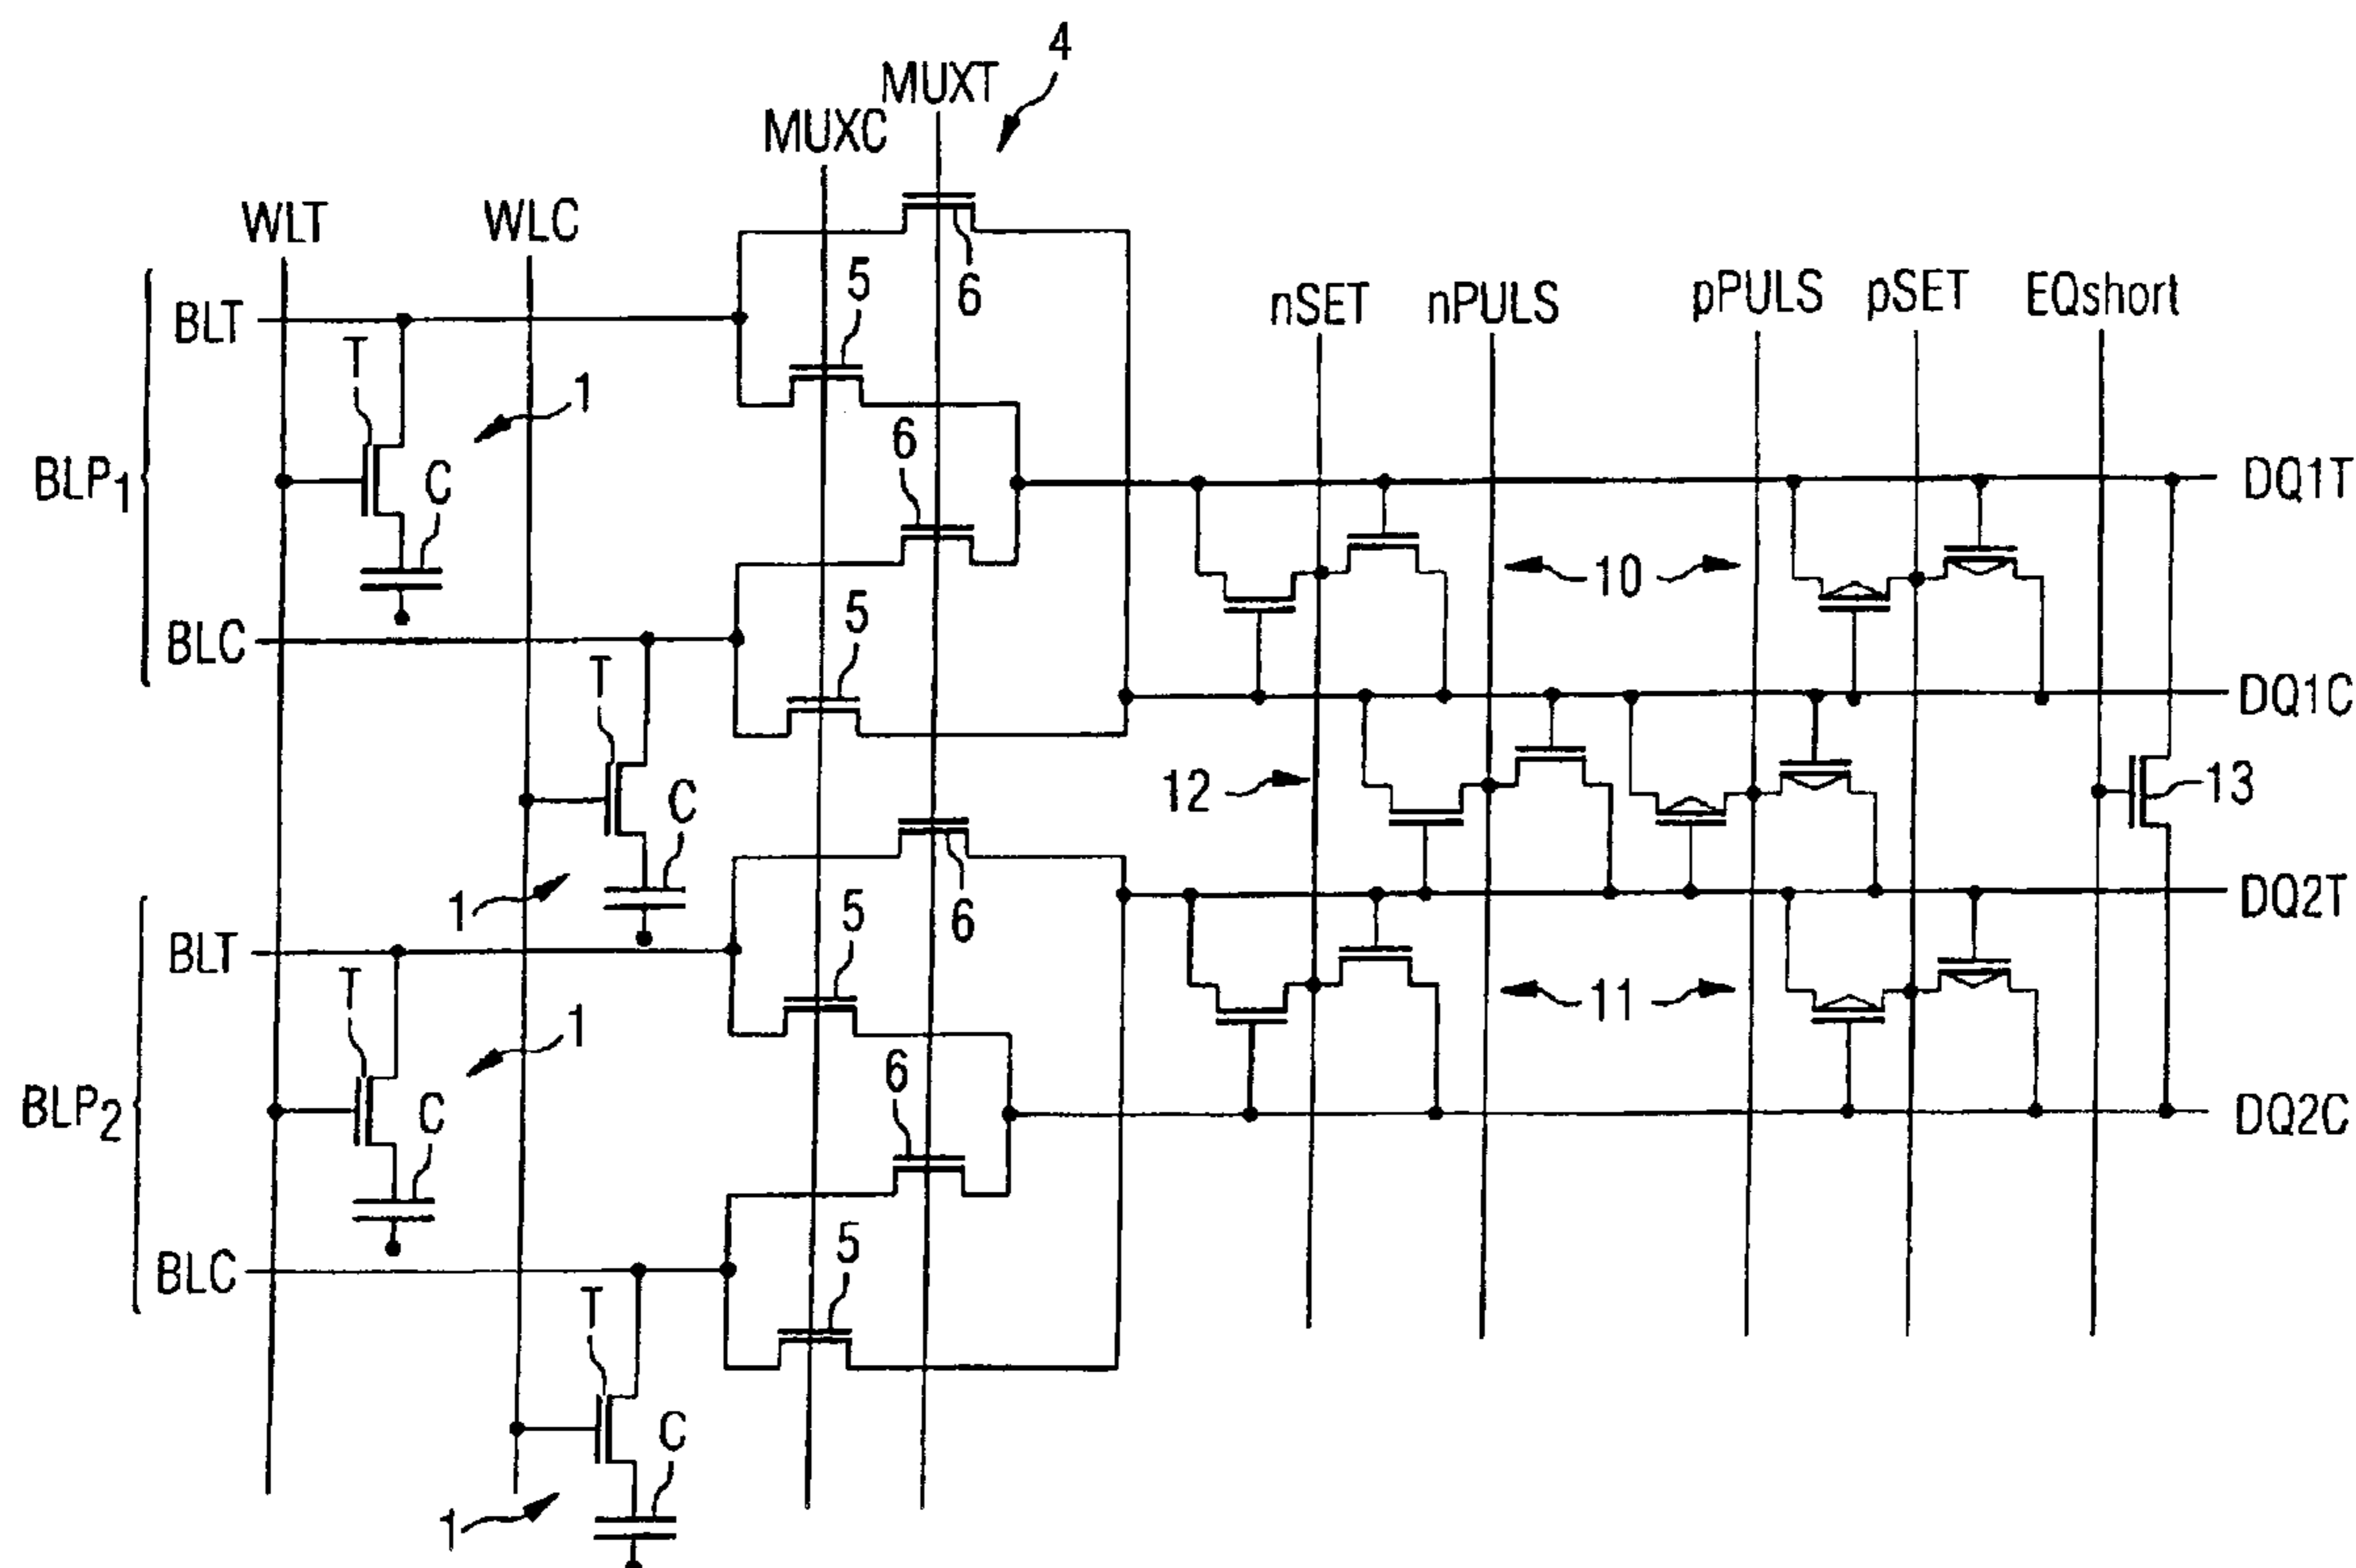 4
MUXT
MUXC
WLT
WLC
6
5
nSET
nPULS
pPULS
pSET
EQshort
BLT
T
1
6
C
BLP1
DQ1T
10
5
BLC
T
DQ1C
12
13
C
1
6
DQ2T
5
BLT
T
1
11
6
BLP2
C
DQ2C
5
BLC
T
C
1